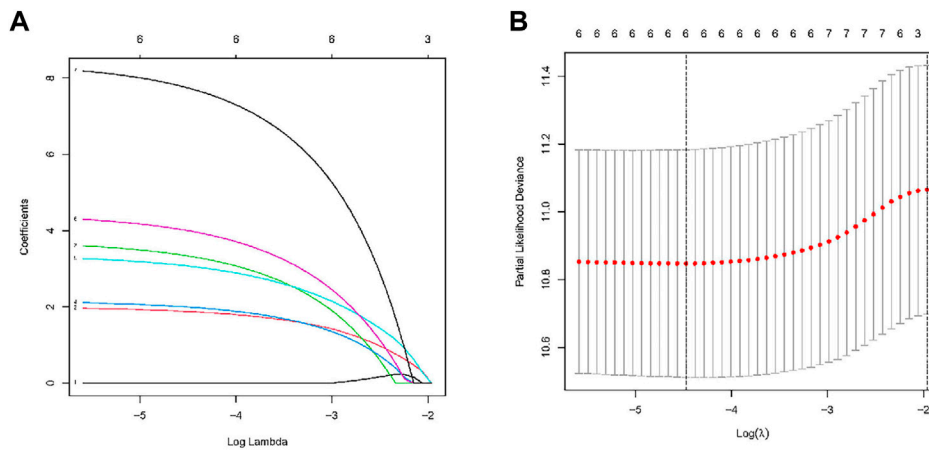 A
6 6 6 3
8
6
4
2
0
Coefficients
6
1
−5 −4 −3 −2
Log Lambda
B
6 6 6 6 6 6 6 6 6 6 6 6 6 7 7 7 7 6 3
11.4
11.2
11.0
10.8
10.6
Partial Likelihood Deviance
−5 −4 −3 −2
Log(λ)